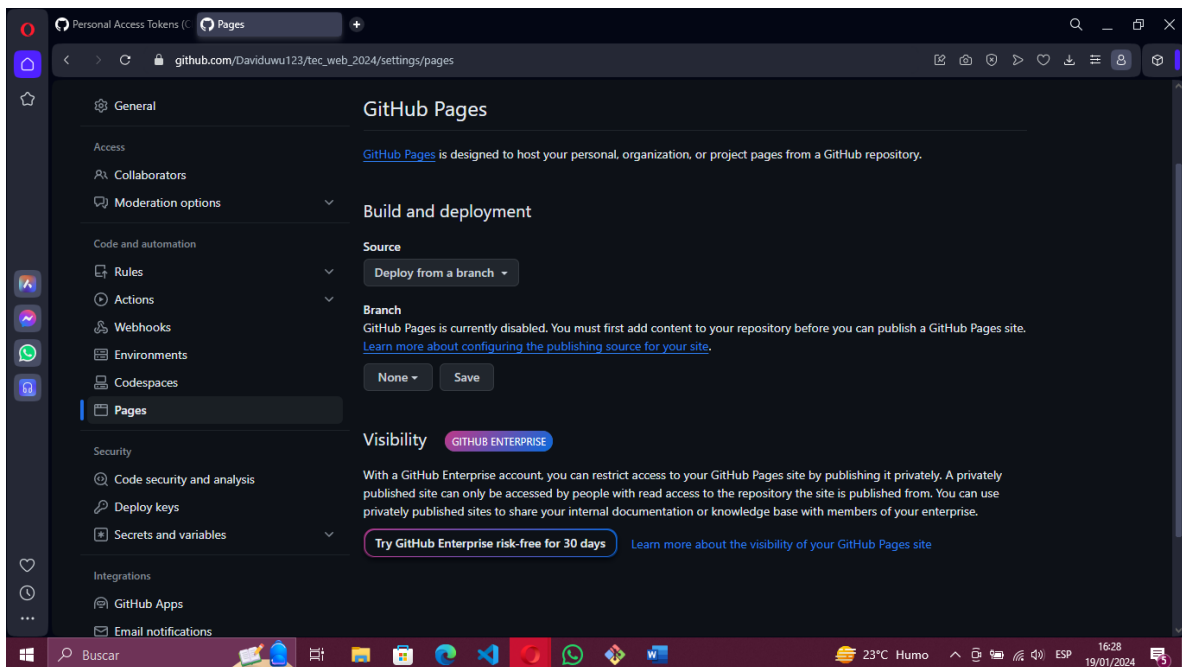 Personal Access Tokens (C
Pages
github.com/Daviduwu123/tec_web_2024/settings/pages
General
Access
Collaborators
Moderation options
Code and automation
Rules
Actions
Webhooks
Environments
Codespaces
Pages
Security
Code security and analysis
Deploy keys
Secrets and variables
Integrations
GitHub Apps
Email notifications
GitHub Pages
GitHub Pages is designed to host your personal, organization, or project pages from a GitHub repository.
Build and deployment
Source
Deploy from a branch
Branch
GitHub Pages is currently disabled. You must first add content to your repository before you can publish a GitHub Pages site.
Learn more about configuring the publishing source for your site.
None
Save
Visibility
GITHUB ENTERPRISE
With a GitHub Enterprise account, you can restrict access to your GitHub Pages site by publishing it privately. A privately
published site can only be accessed by people with read access to the repository the site is published from. You can use
privately published sites to share your internal documentation or knowledge base with members of your enterprise.
Try GitHub Enterprise risk-free for 30 days
Learn more about the visibility of your GitHub Pages site
Buscar
23°C Humo
ESP
16:28
19/01/2024
5